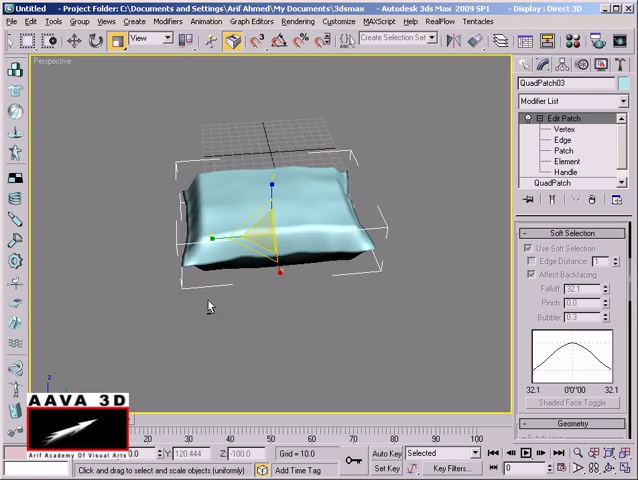 Untitled - Project Folder: C:\Documents and Settings\Arif Ahmed\My Documents\3dsmax - Autodesk 3ds Max 2009 SP1 - Display : Direct 3D
File Edit Tools Group Views Create Modifiers Animation Graph Editors Rendering Customize MAXScript Help RealFlow Tentacles
View
Create Selection Set
Perspective
QuadPatch03
Modifier List
Edit Patch
Vertex
Edge
Patch
Element
Handle
QuadPatch
Soft Selection
Use Soft Selection
Edge Distance: 1
Affect Backfacing
Falloff: 32.1
Pinch: 0.0
Bubble: 0.3
32.1 0"0"00 32.1
Shaded Face Toggle
Geometry
z
AAVA 3D
Arif Academy Of Visual Arts
20 30 40 50 60 70 80 90 100
0.0 Y: 120.444 Z: -100.0 Grid = 10.0
Auto Key Selected
Click and drag to select and scale objects (uniformly) Add Time Tag
Set Key Key Filters... 0